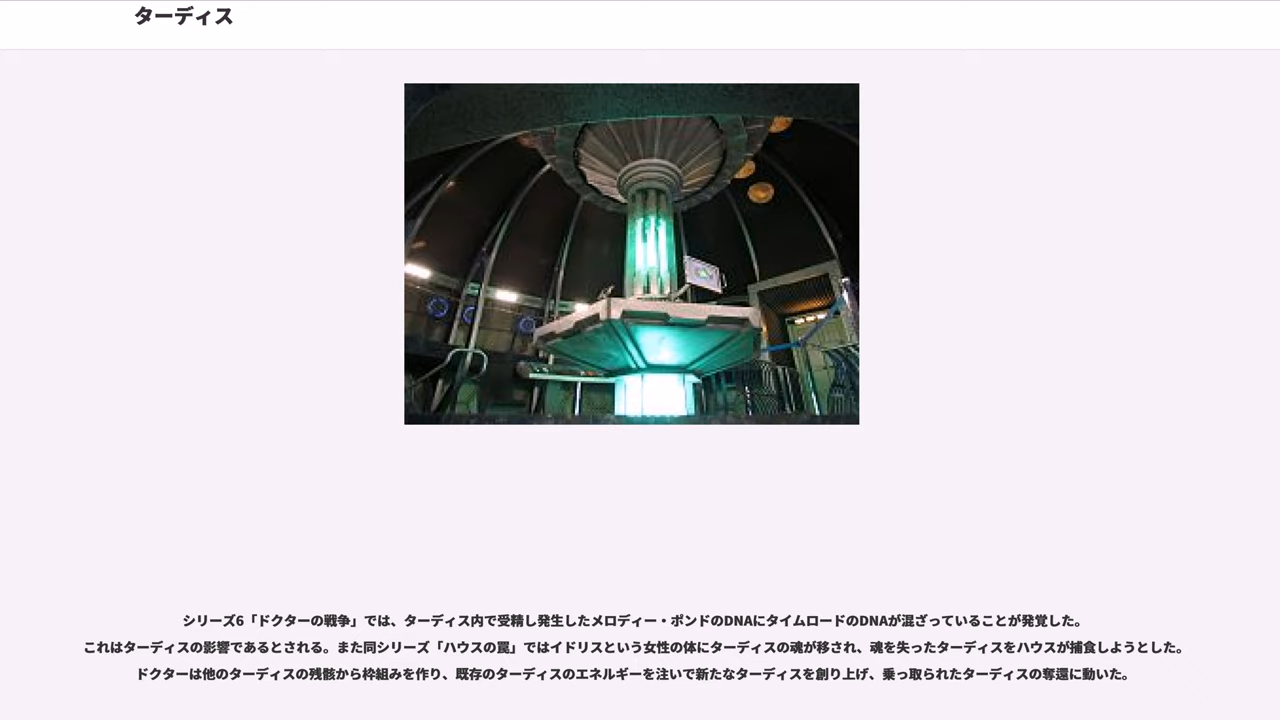 ターディス
シリーズ6「ドクターの戦争」では、ターディス内で受精し発生したメロディー・ポンドのDNAにタイムロードのDNAが混ざっていることが発覚した。
これはターディスの影響であるとされる。また同シリーズ「ハウスの罠」ではイドリスという女性の体にターディスの魂が移され、魂を失ったターディスをハウスが捕食しようとした。
ドクターは他のターディスの残骸から枠組みを作り、既存のターディスのエネルギーを注いで新たなターディスを創り上げ、乗っ取られたターディスの奪還に動いた。